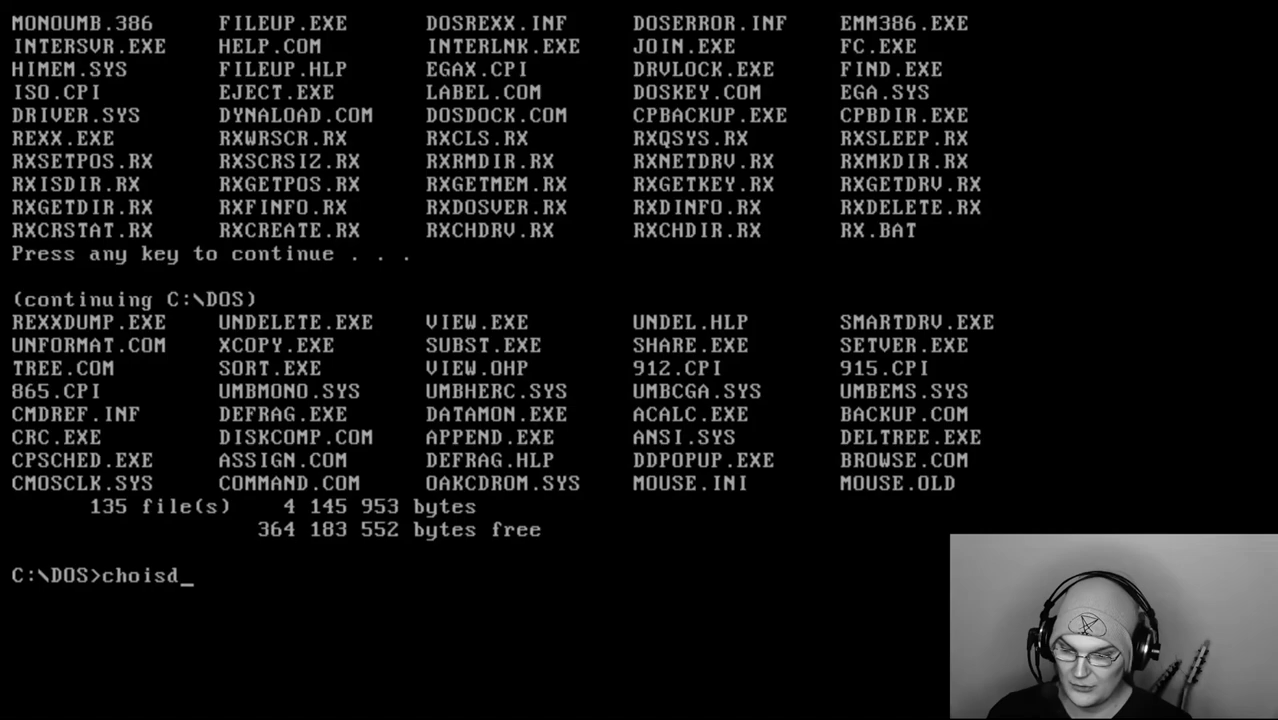 MONOUMB.386 FILEUP.EXE DOSREXX.INF DOSERROR.INF EMM386.EXE
INTERSVR.EXE HELP.COM INTERLNK.EXE JOIN.EXE FC.EXE
HIMEM.SYS FILEUP.HLP EGAX.CPI DRVLOCK.EXE FIND.EXE
ISO.CPI EJECT.EXE LABEL.COM DOSKEY.COM EGA.SYS
DRIVER.SYS DYNALOAD.COM DOSDOCK.COM CPBACKUP.EXE CPBDIR.EXE
REXX.EXE RXWRSCR.RX RXCLS.RX RXQSYS.RX RXSLEEP.RX
RXSETPOS.RX RXSCRSIZ.RX RXRMDIR.RX RXNETDRV.RX RXMKDIR.RX
RXISDIR.RX RXGETPOS.RX RXGETMEM.RX RXGETKEY.RX RXGETDRV.RX
RXGETDIR.RX RXFINFO.RX RXDOSVER.RX RXDINFO.RX RXDELETE.RX
RXCRSTAT.RX RXCREATE.RX RXCHDRV.RX RXCHDIR.RX RX.BAT
Press any key to continue . . .
(continuing C:\DOS)
REXXDUMP.EXE UNDELETE.EXE VIEW.EXE UNDEL.HLP SMARTDRV.EXE
UNFORMAT.COM XCOPY.EXE SUBST.EXE SHARE.EXE SETVER.EXE
TREE.COM SORT.EXE VIEW.OHP 912.CPI 915.CPI
865.CPI UMBMONO.SYS UMBHERC.SYS UMBCGA.SYS UMBEMS.SYS
CMDREF.INF DEFRAG.EXE DATAMON.EXE ACALC.EXE BACKUP.COM
CRC.EXE DISKCOMP.COM APPEND.EXE ANSI.SYS DELTREE.EXE
CPSCHED.EXE ASSIGN.COM DEFRAG.HLP DDPOPUP.EXE BROWSE.COM
CMOSCLK.SYS COMMAND.COM OAKCDROM.SYS MOUSE.INI MOUSE.OLD
135 file(s) 4 145 953 bytes
364 183 552 bytes free
C:\DOS>choisd_